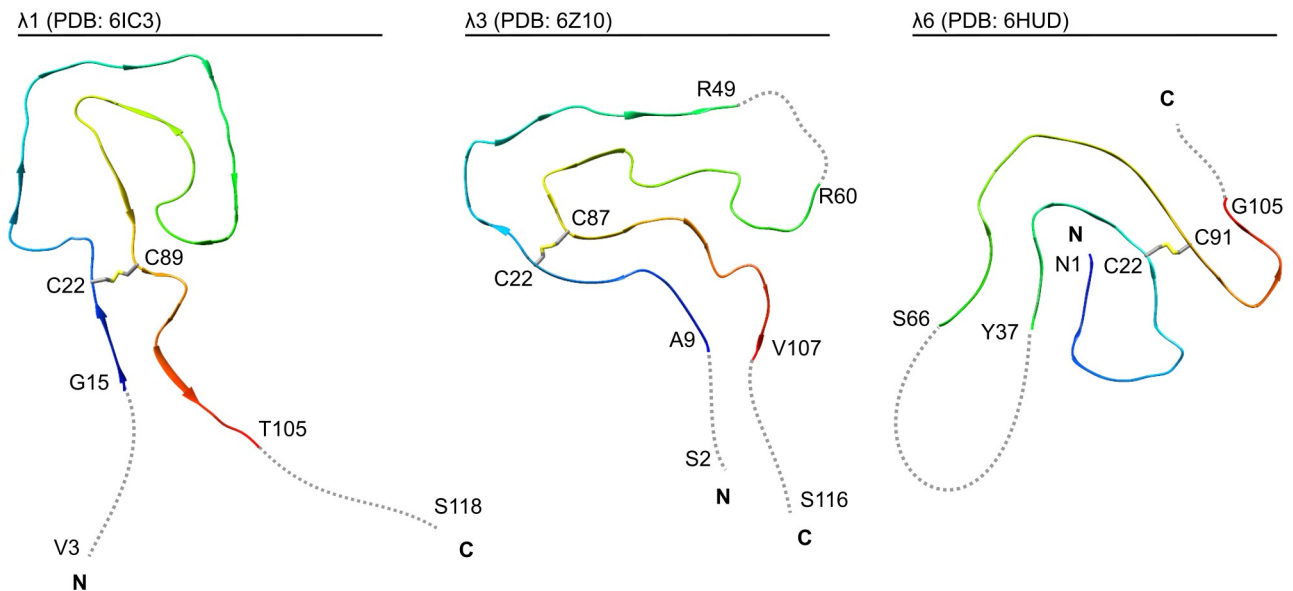 λ1 (PDB: 6IC3)
C22
C89
G15
T105
V3
N
S118
C
λ3 (PDB: 6Z10)
R49
R60
C87
C22
A9
V107
S2
N
S116
C
λ6 (PDB: 6HUD)
C
G105
N
N1
C22
C91
S66
Y37